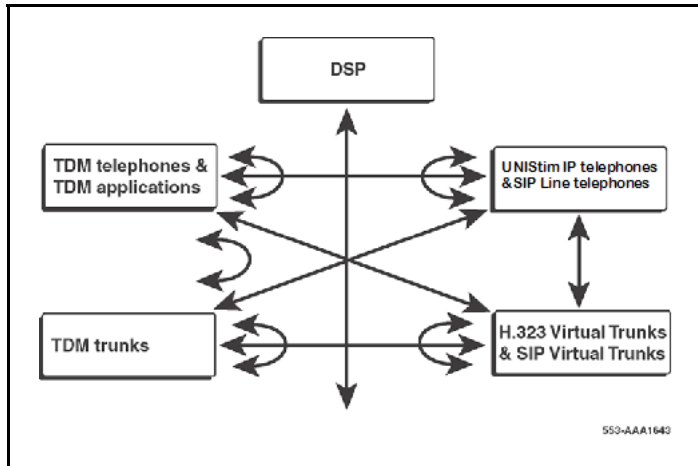 DSP
TDM telephones &
TDM applications
UNIStim IP telephones
&SIP Line telephones
TDM trunks
H.323 Virtual Trunks
& SIP Virtual Trunks
553-AAA1643